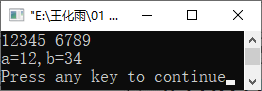 "E:\王化雨\01 ...
12345 6789
a=12,b=34
Press any key to continue